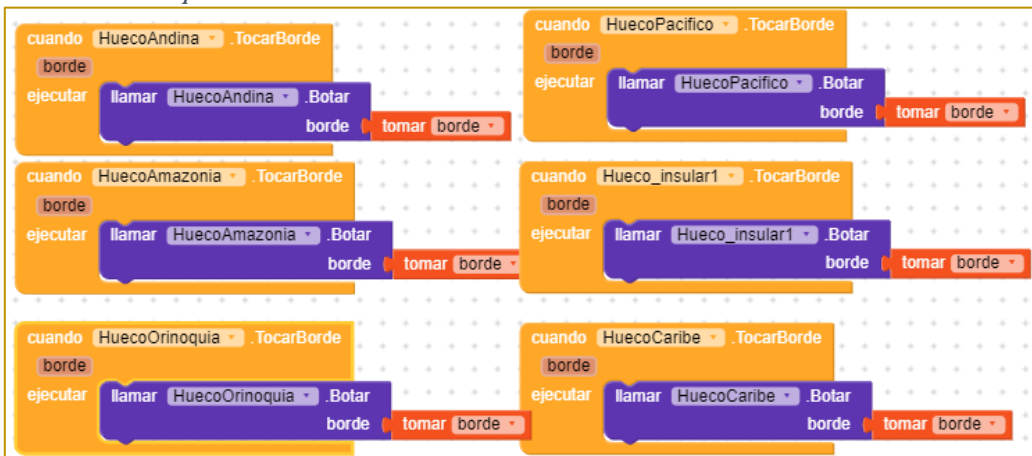 cuando HuecoAndina .TocarBorde
borde
ejecutar llamar HuecoAndina .Botar
borde tomar borde
cuando HuecoPacifico .TocarBorde
borde
ejecutar llamar HuecoPacifico .Botar
borde tomar borde
cuando HuecoAmazonia .TocarBorde
borde
ejecutar llamar HuecoAmazonia .Botar
borde tomar borde
cuando Hueco_insular1 .TocarBorde
borde
ejecutar llamar Hueco_insular1 .Botar
borde tomar borde
cuando HuecoOrinoquia .TocarBorde
borde
ejecutar llamar HuecoOrinoquia .Botar
borde tomar borde
cuando HuecoCaribe .TocarBorde
borde
ejecutar llamar HuecoCaribe .Botar
borde tomar borde